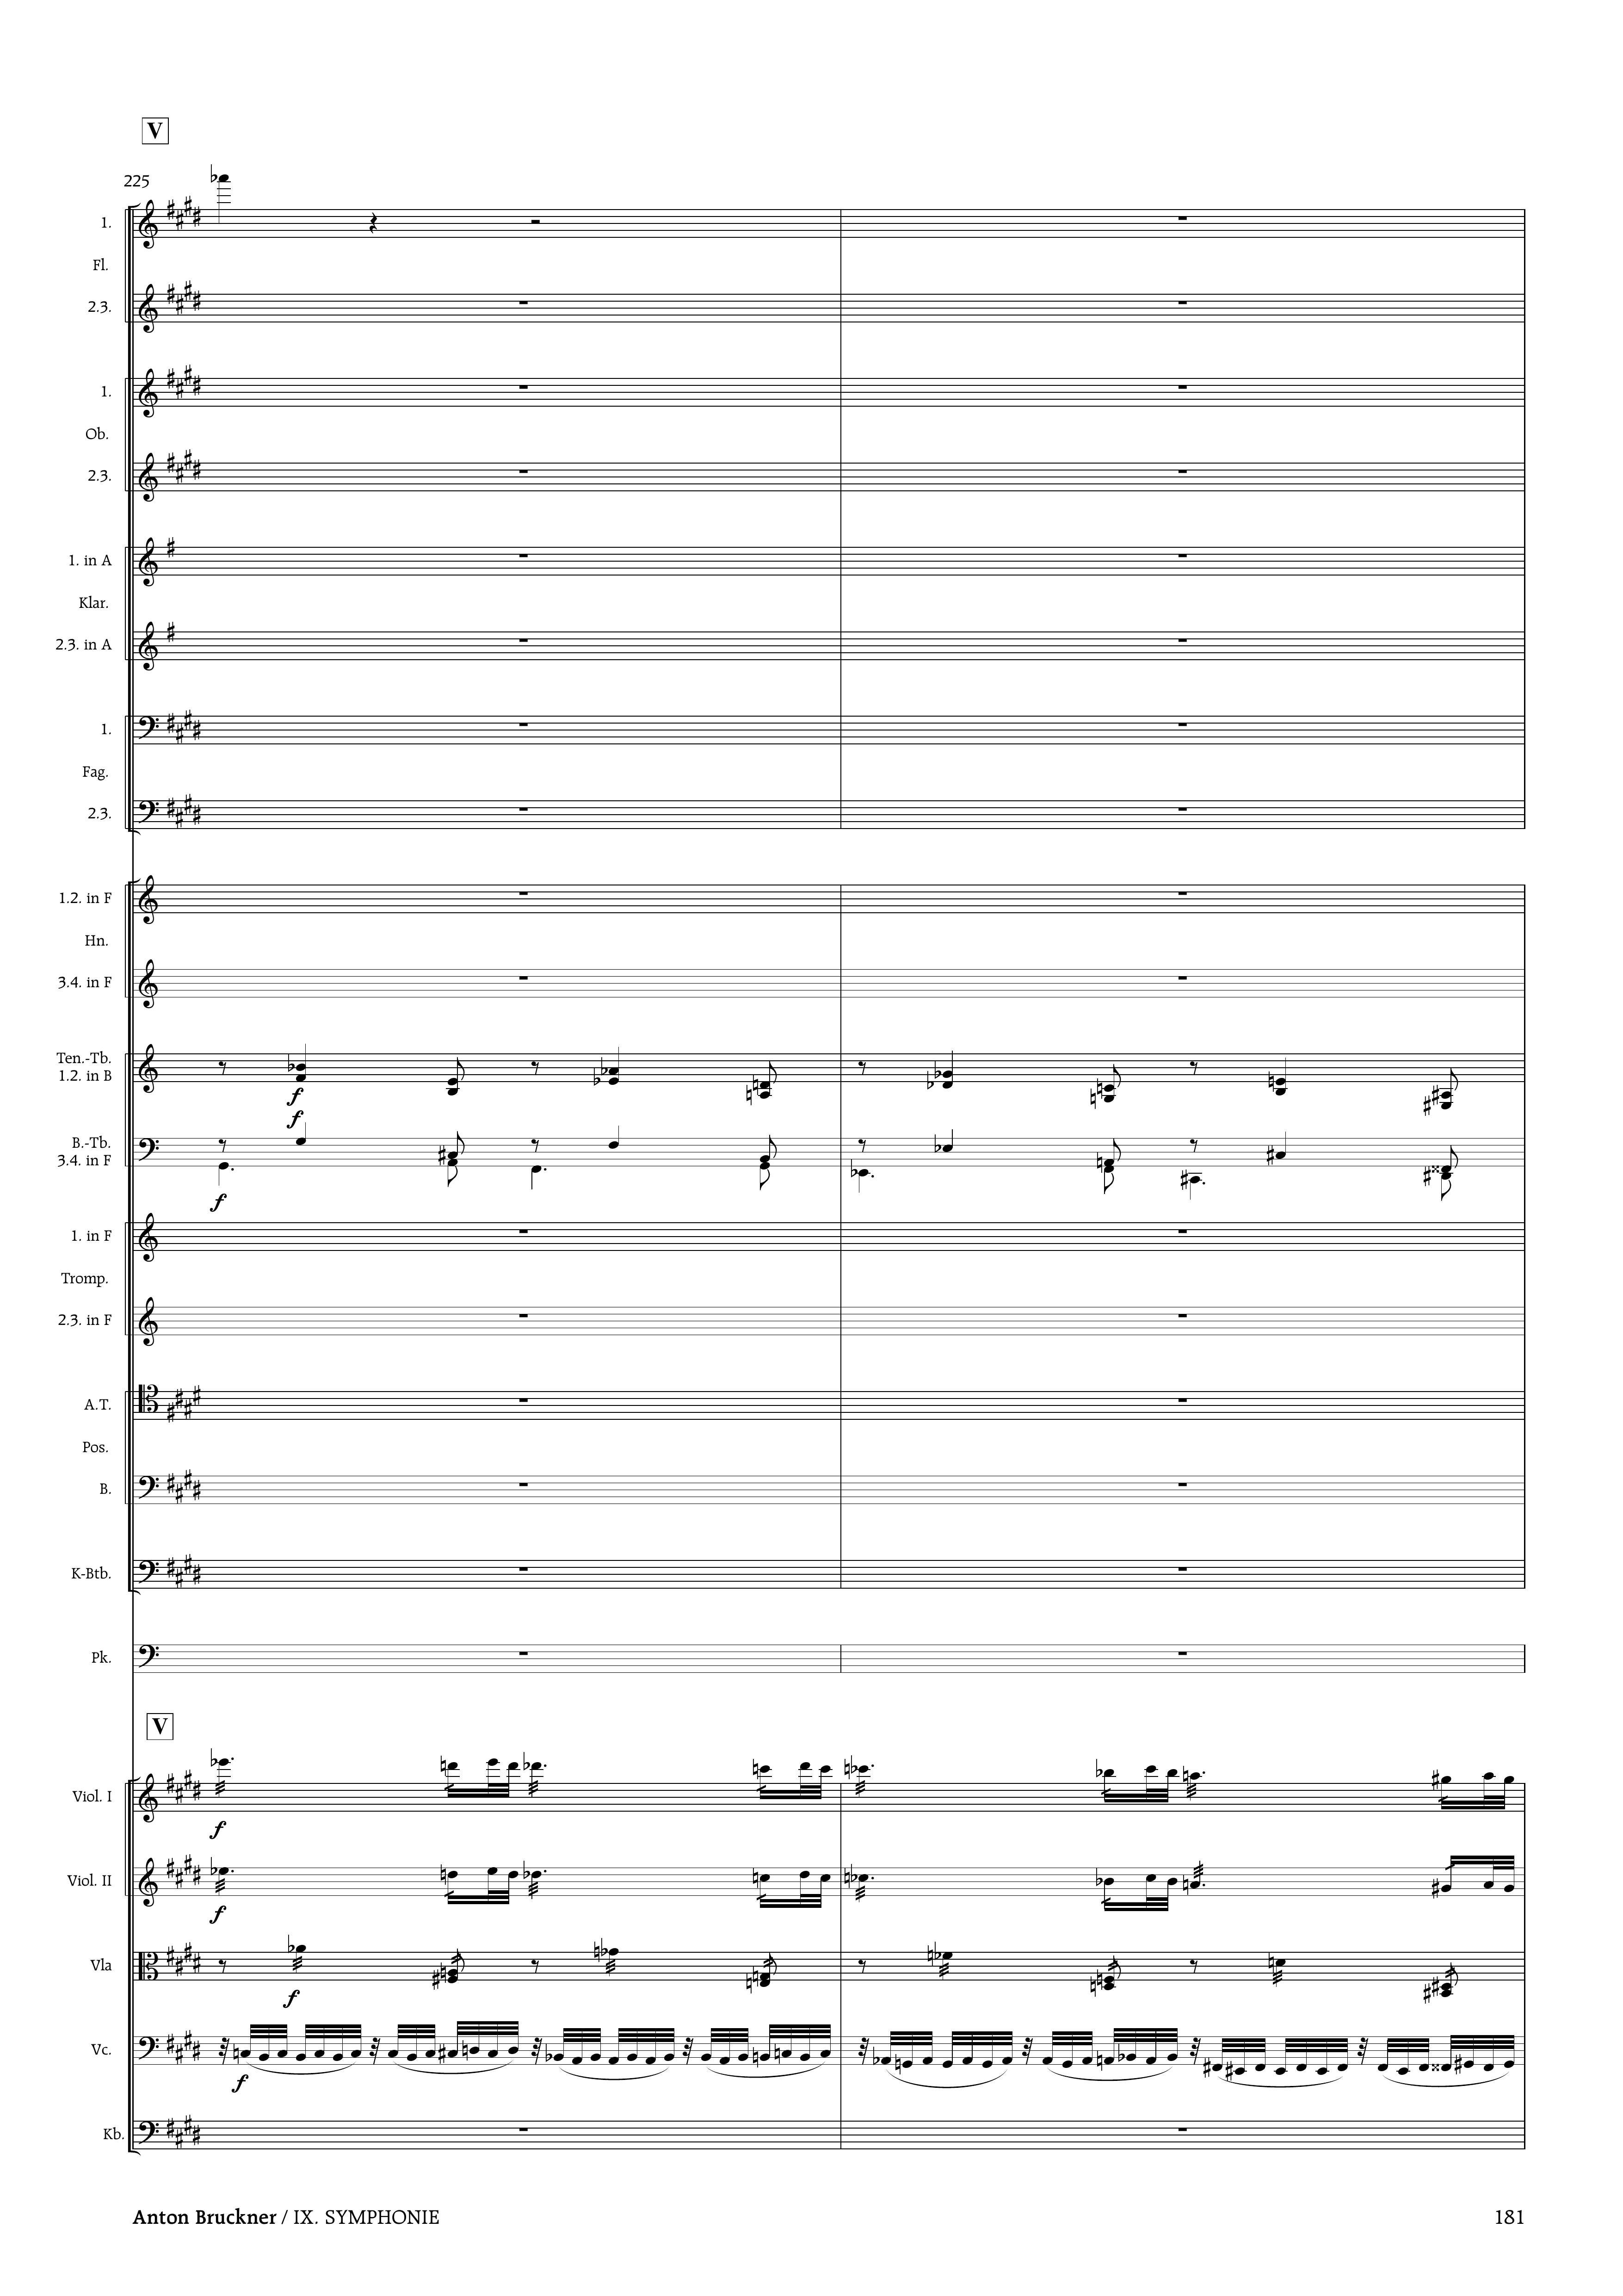 V
225
1.
Fl.
2.3.
1.
Ob.
2.3.
1. in A
Klar.
2.3. in A
1.
Fag.
2.3.
1.2. in F
Hn.
3.4. in F
Ten.-Tb.
1.2. in B
f
f
B.-Tb.
3.4. in F
f
1. in F
Tromp.
2.3. in F
A.T.
Pos.
B.
K-Btb.
Pk.
V
Viol. I
f
Viol. II
f
Vla
f
Vc.
f
Kb.
Anton Bruckner / IX. SYMPHONIE 181